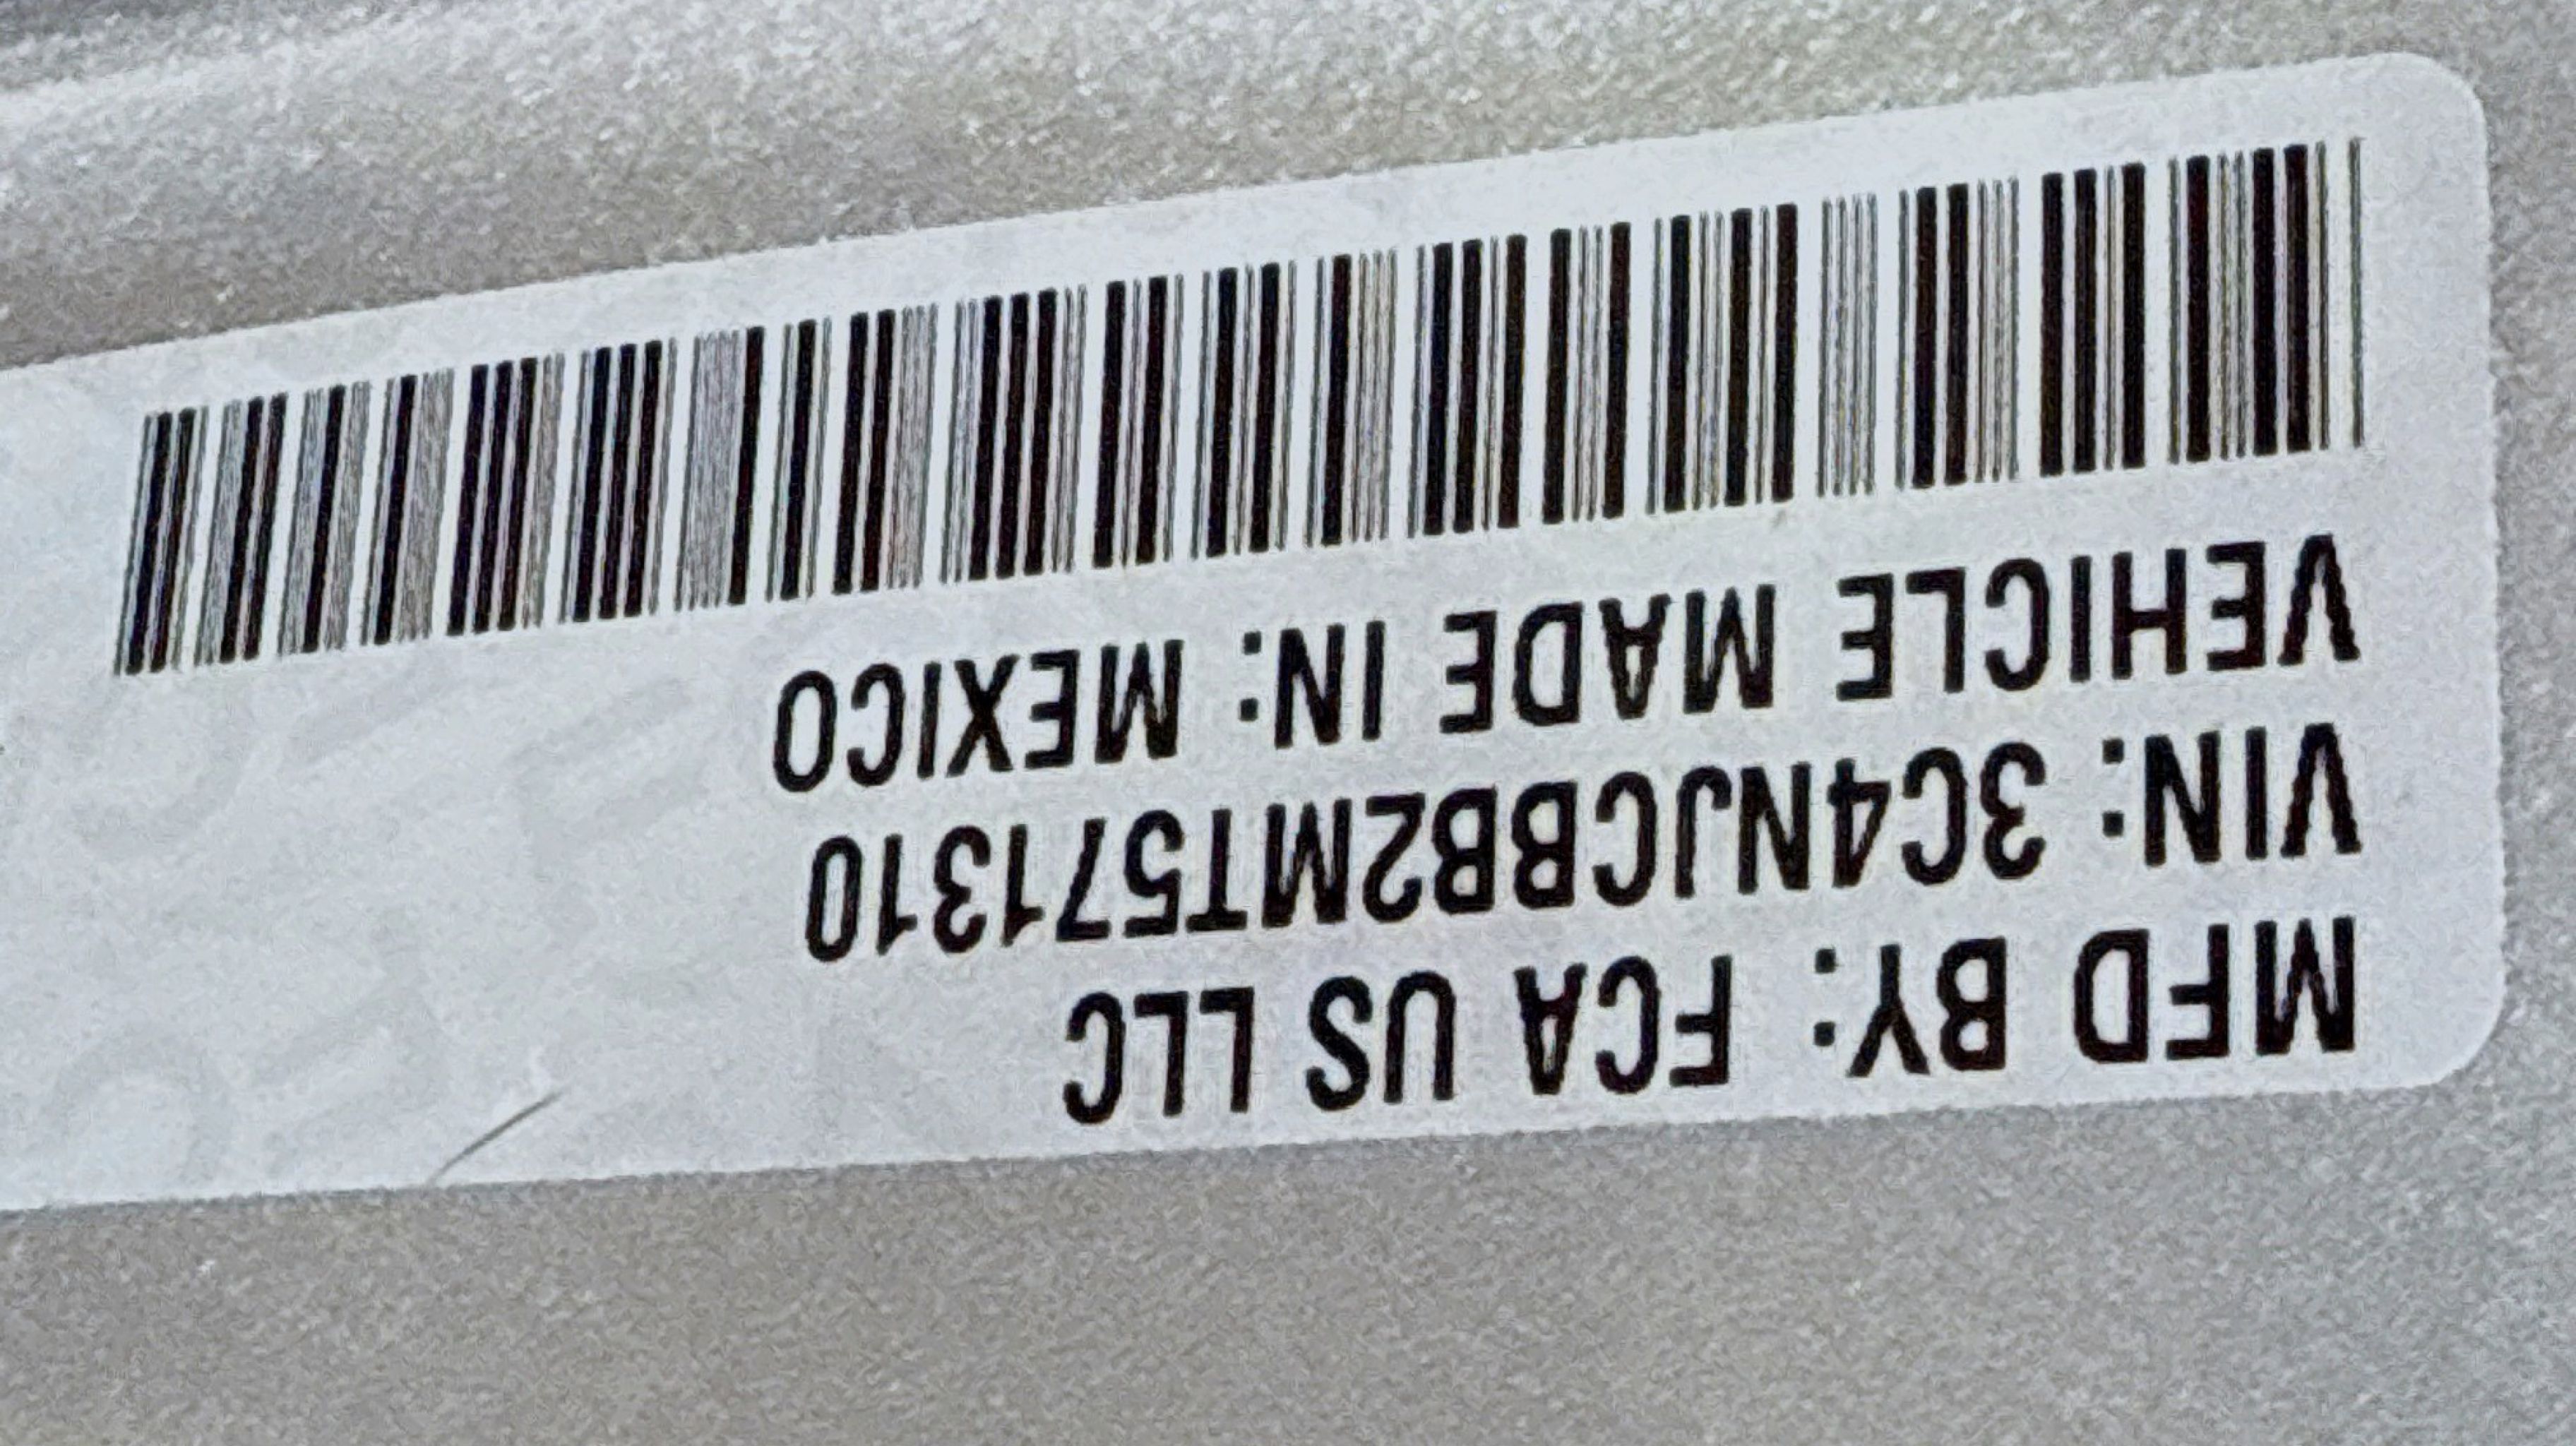 MFD BY: FCA US LLC
VIN: 3C4NJCBB2MT571310
VEHICLE MADE IN: MEXICO